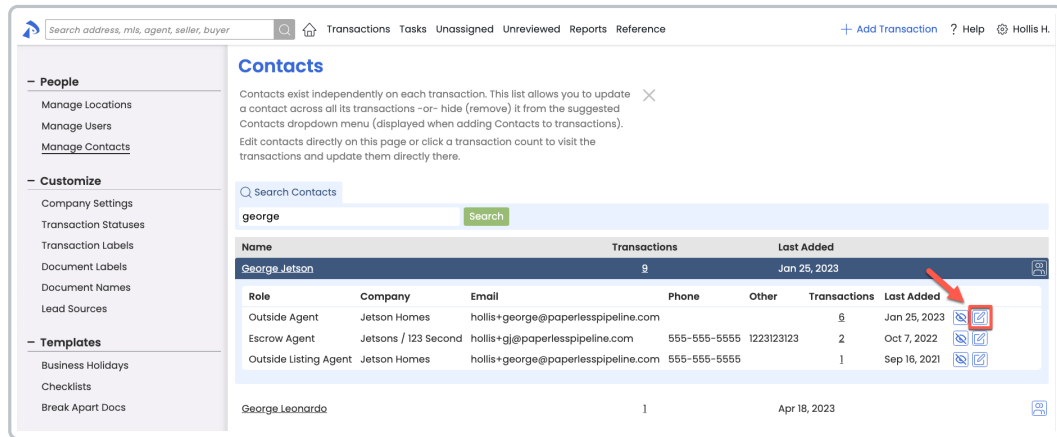 Search address, mls, agent, seller, buyer
Transactions Tasks Unassigned Unreviewed Reports Reference
+ Add Transaction ? Help Hollis H.
− People
Manage Locations
Manage Users
Manage Contacts
− Customize
Company Settings
Transaction Statuses
Transaction Labels
Document Labels
Document Names
Lead Sources
− Templates
Business Holidays
Checklists
Break Apart Docs
Contacts
Contacts exist independently on each transaction. This list allows you to update
a contact across all its transactions -or- hide (remove) it from the suggested
Contacts dropdown menu (displayed when adding Contacts to transactions).
Edit contacts directly on this page or click a transaction count to visit the
transactions and update them directly there.
Search Contacts
george Search
Name Transactions Last Added
George Jetson 9 Jan 25, 2023
Role Company Email Phone Other Transactions Last Added
Outside Agent Jetson Homes hollis+george@paperlesspipeline.com 6 Jan 25, 2023
Escrow Agent Jetsons / 123 Second hollis+gj@paperlesspipeline.com 555-555-5555 1223123123 2 Oct 7, 2022
Outside Listing Agent Jetson Homes hollis+george@paperlesspipeline.com 555-555-5555 1 Sep 16, 2021
George Leonardo 1 Apr 18, 2023